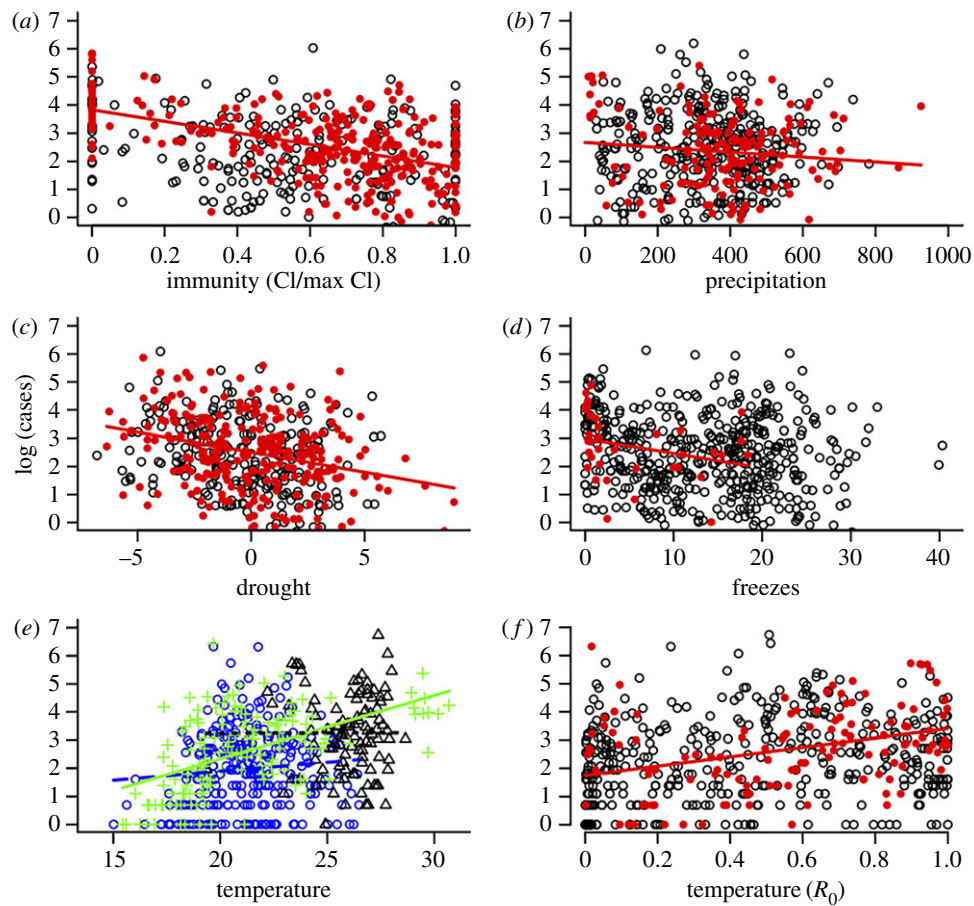 (a) (b)
7 7
6 6
5 5
4 4
3 3
2 2
1 1
0 0
0 0.2 0.4 0.6 0.8 1.0 0 200 400 600 800 1000
immunity (Cl/max Cl) precipitation
(c) (d)
7 7
6 6
5 5
4 4
3 3
2 2
1 1
0 0
log (cases)
–5 0 5 0 10 20 30 40
drought freezes
(e) (f)
7 7
6 6
5 5
4 4
3 3
2 2
1 1
0 0
15 20 25 30 0 0.2 0.4 0.6 0.8 1.0
temperature temperature (R0)